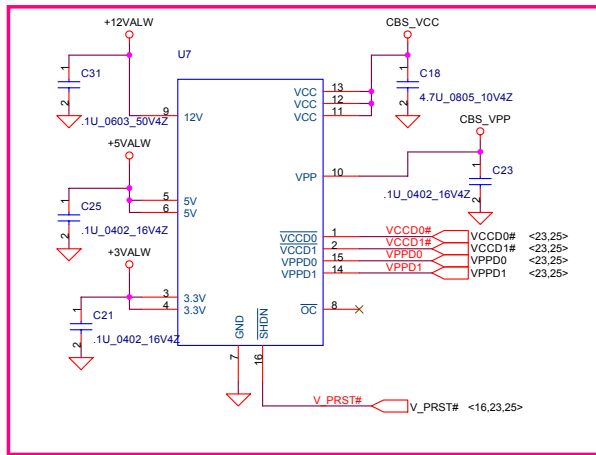 +12VALW
CBS_VCC
U7
1
C31
2
.1U_0603_50V4Z
9
12V
VCC
13
VCC
12
VCC
11
1
C18
2
4.7U_0805_10V4Z
CBS_VPP
+5VALW
VPP
10
1
C23
2
.1U_0402_16V4Z
1
C25
2
.1U_0402_16V4Z
5
5V
6
5V
VCCD0
1
VCCD0#
VCCD0# <23,25>
VCCD1
2
VCCD1#
VCCD1# <23,25>
VPPD0
15
VPPD0
VPPD0 <23,25>
VPPD1
14
VPPD1
VPPD1 <23,25>
+3VALW
3
3.3V
4
3.3V
OC
8
1
C21
2
.1U_0402_16V4Z
GND
SHDN
7
16
V_PRST#
V_PRST# <16,23,25>